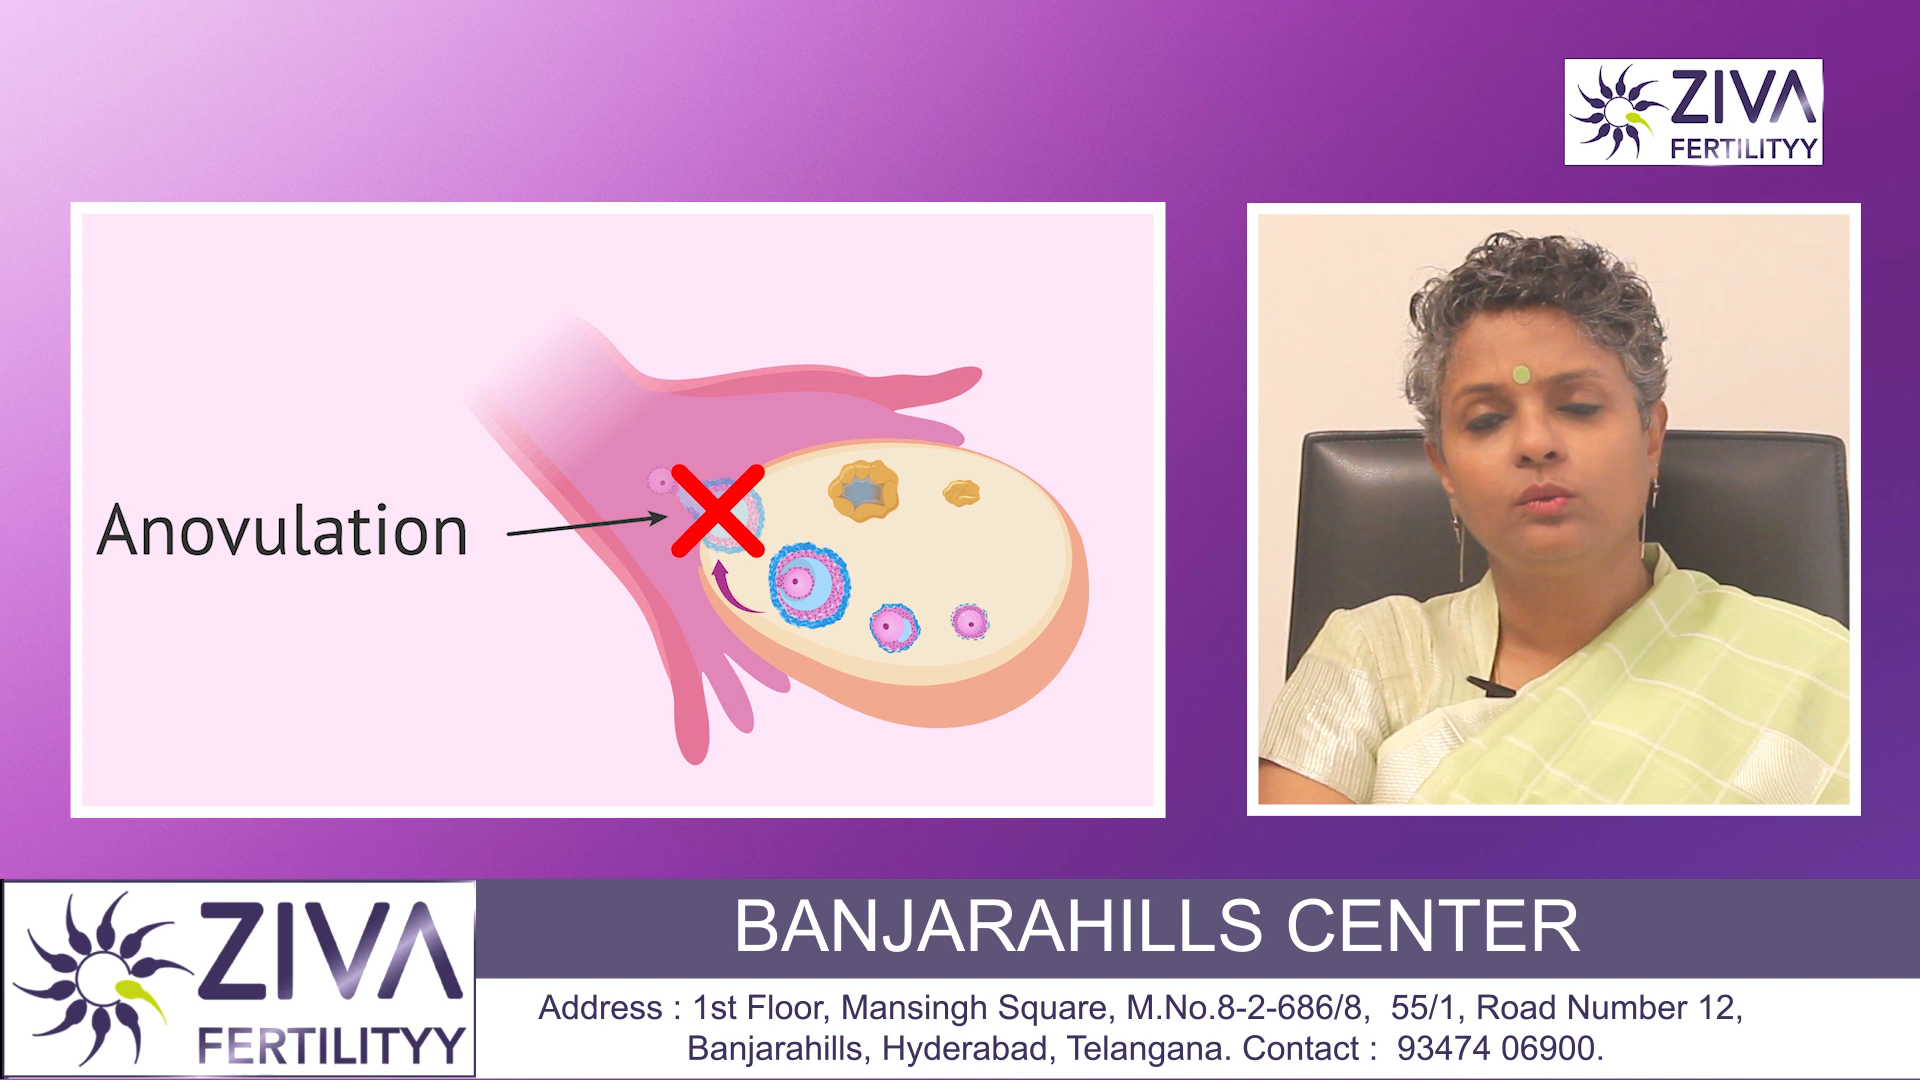 ZIVA
FERTILITYY
Anovulation
ZIVA
FERTILITYY
BANJARAHILLS CENTER
Address : 1st Floor, Mansingh Square, M.No.8-2-686/8, 55/1, Road Number 12,
Banjarahills, Hyderabad, Telangana. Contact : 93474 06900.